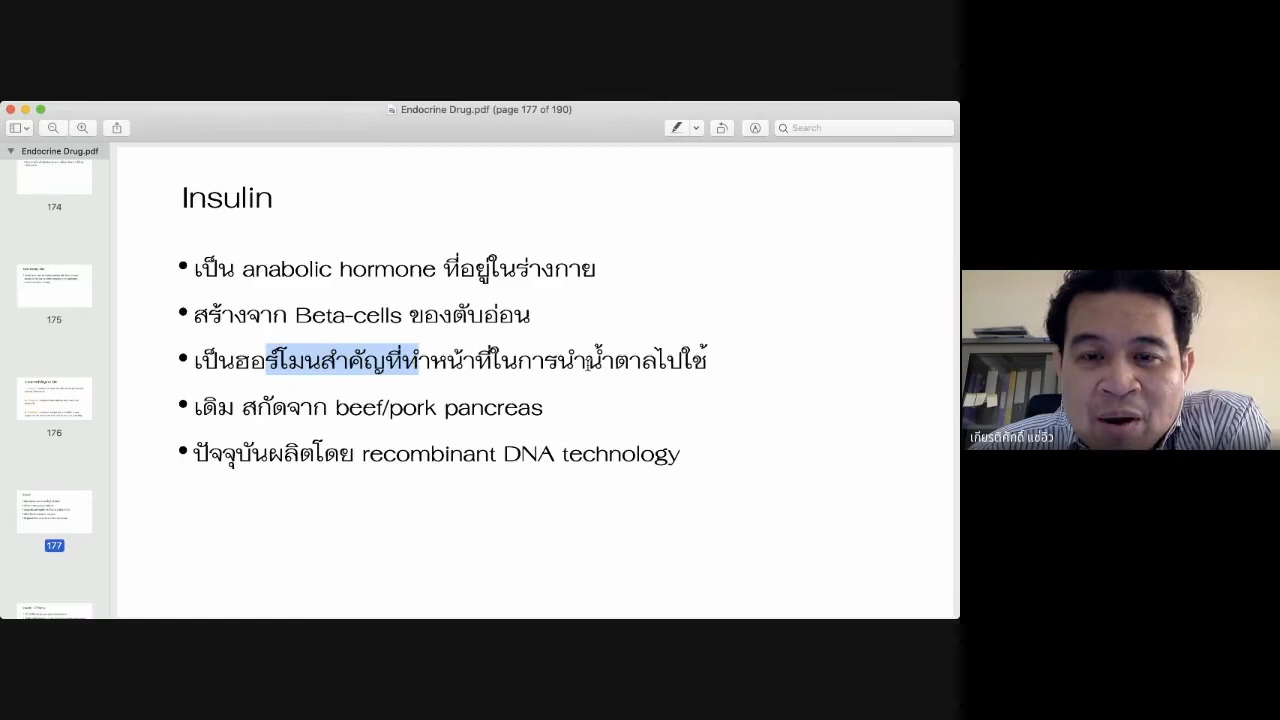 Endocrine Drug.pdf (page 177 of 190)
Search
Endocrine Drug.pdf
174
175
176
177
Insulin
• เป็น anabolic hormone ที่อยู่ในร่างกาย
• สร้างจาก Beta-cells ของตับอ่อน
• เป็นฮอร์โมนสำคัญที่ทำหน้าที่ในการนำน้ำตาลไปใช้
• เดิม สกัดจาก beef/pork pancreas
• ปัจจุบันผลิตโดย recombinant DNA technology
เกียรติศักดิ์ แซ่อิ๋ว